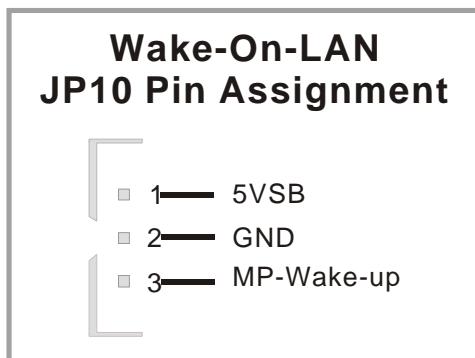 Wake-On-LAN
JP10 Pin Assignment
1 5VSB
2 GND
3 MP-Wake-up